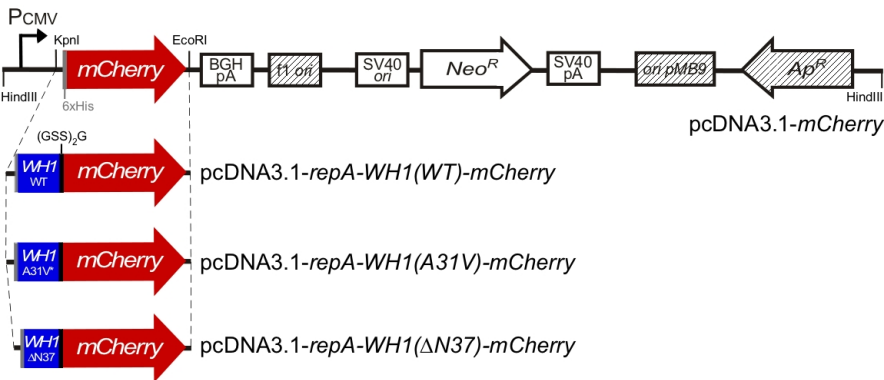 PCMV
KpnI
EcoRI
mCherry
BGH
pA
f1 ori
SV40
ori
NeoR
SV40
pA
ori pMB9
ApR
HindIII
6xHis
HindIII
pcDNA3.1-mCherry
(GSS)2G
WH1
WT
mCherry
pcDNA3.1-repA-WH1(WT)-mCherry
WH1
A31V*
mCherry
pcDNA3.1-repA-WH1(A31V)-mCherry
WH1
ΔN37
mCherry
pcDNA3.1-repA-WH1(ΔN37)-mCherry